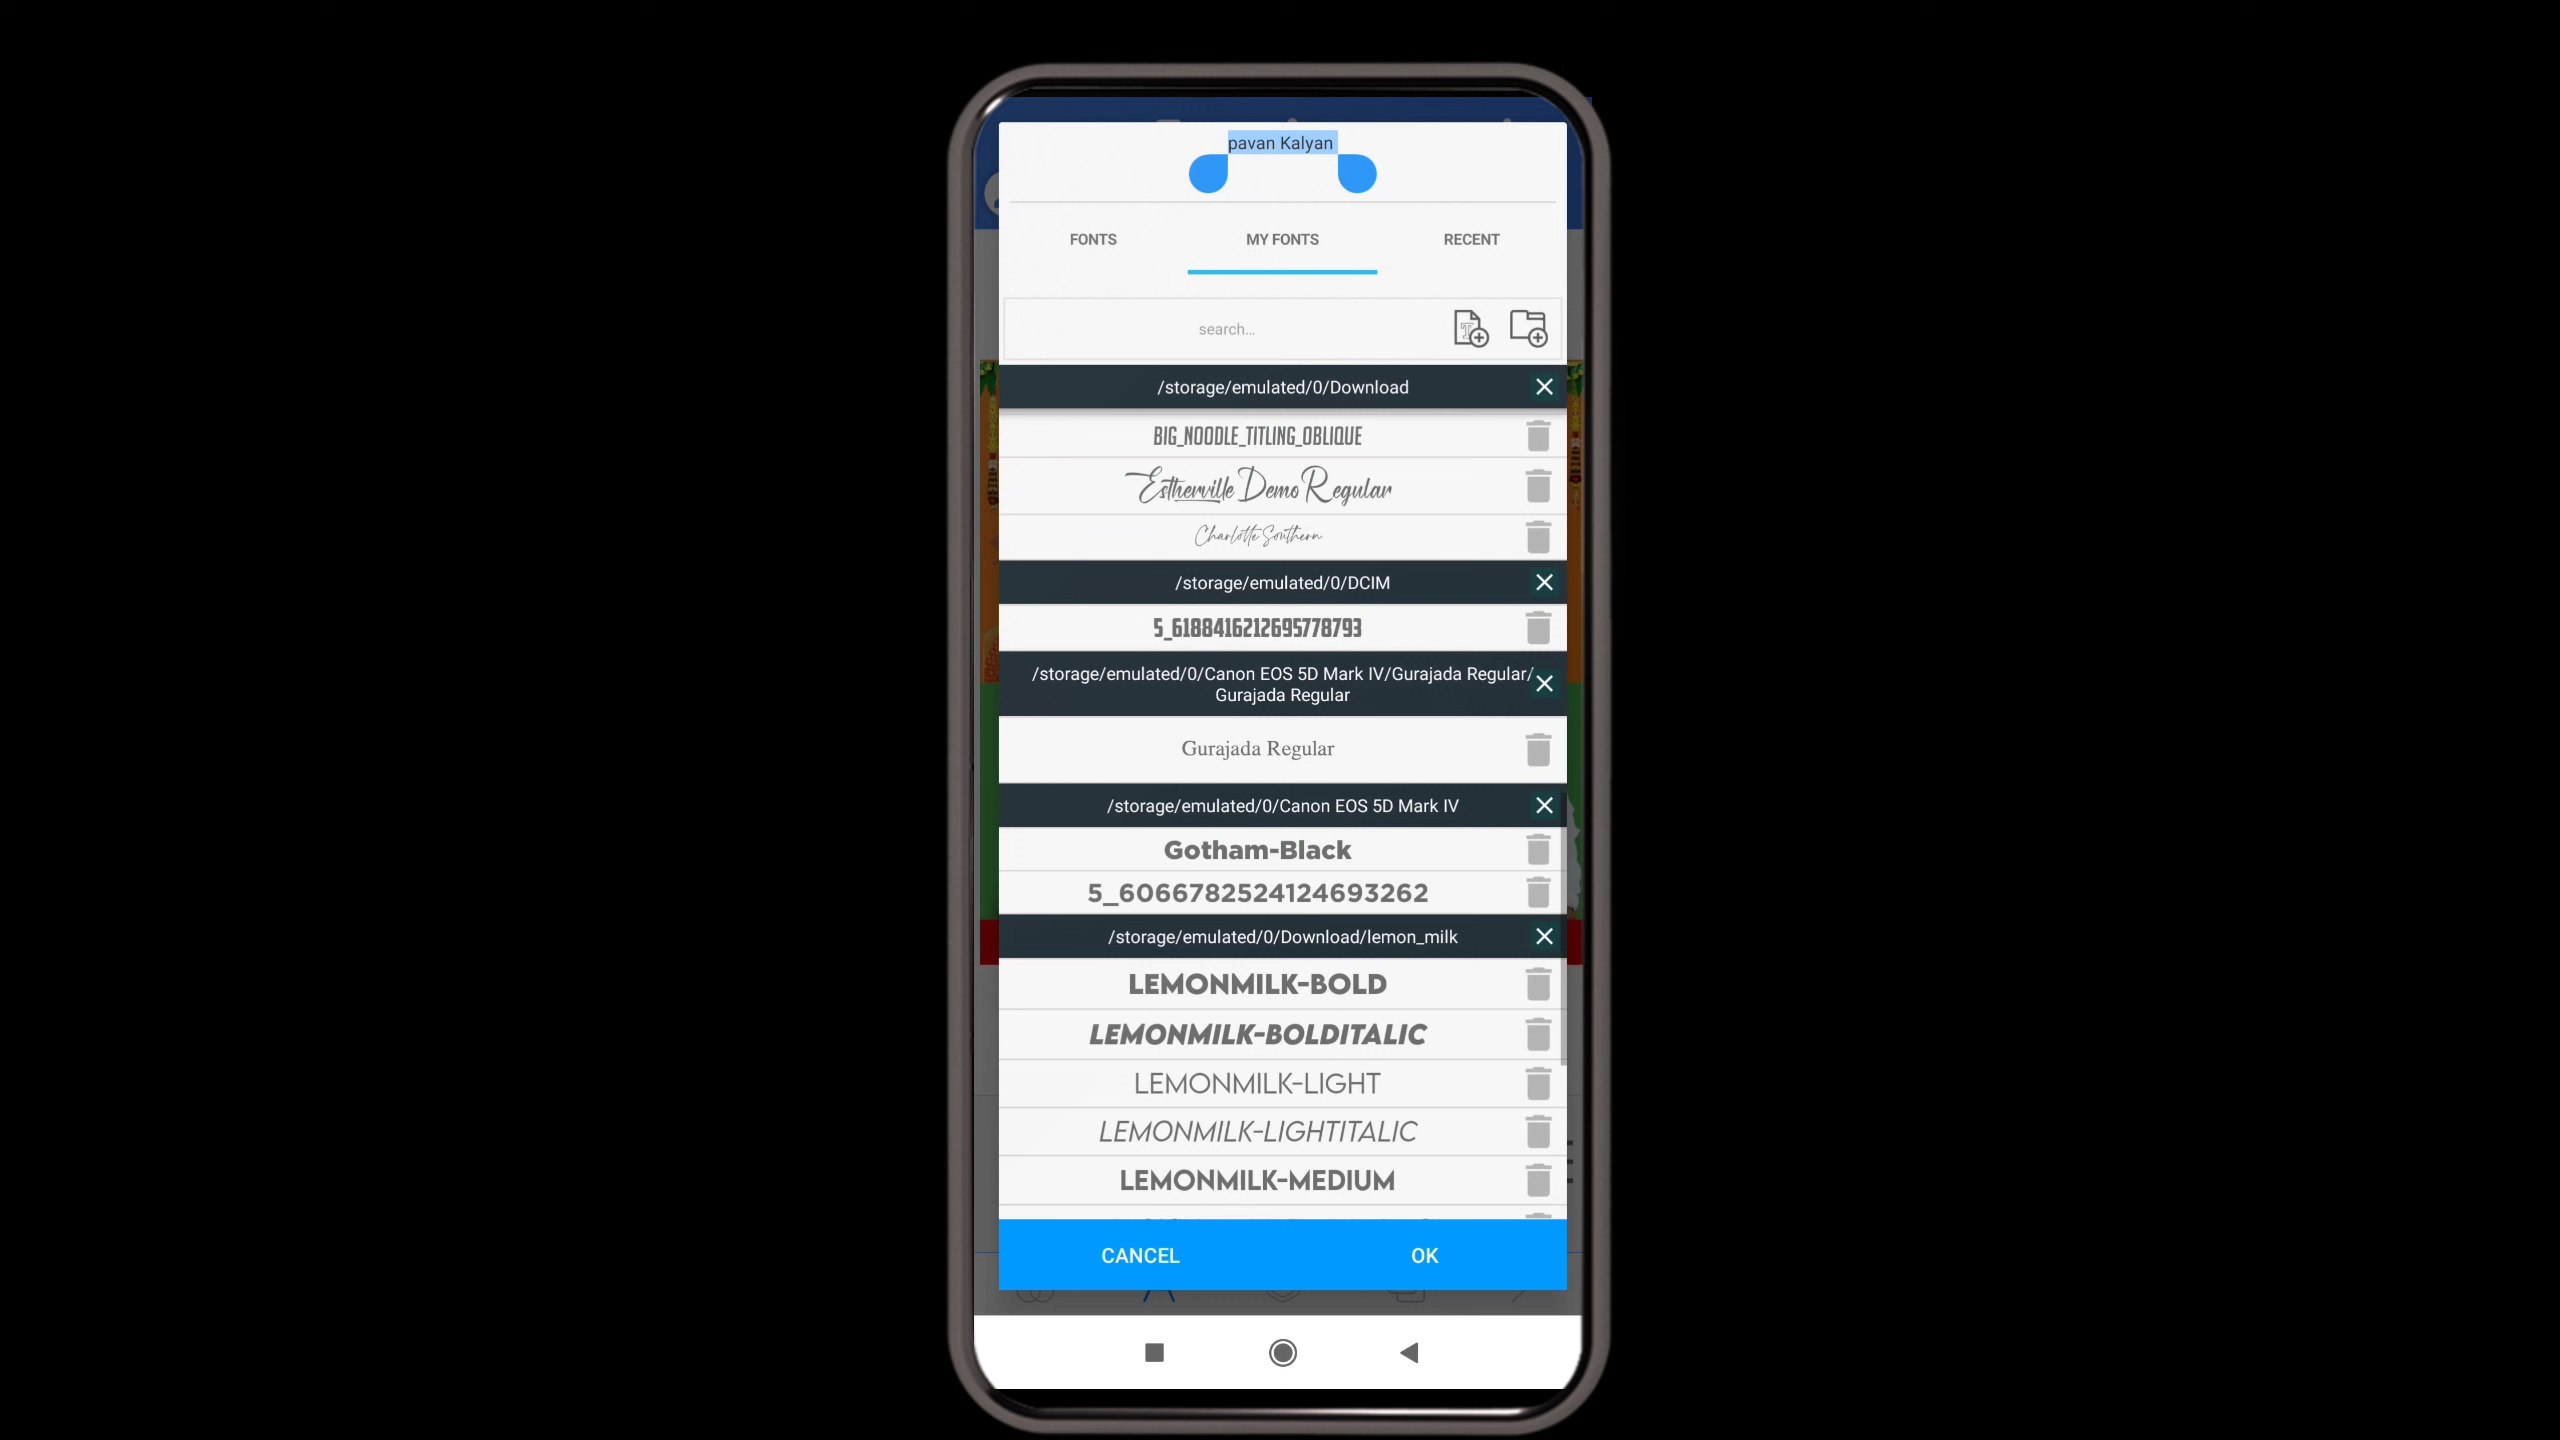 pavan Kalyan
FONTS
MY FONTS
RECENT
search...
/storage/emulated/0/Download
BIG_NOODLE_TITLING_OBLIQUE
Estherville Demo Regular
Charlotte Southern
/storage/emulated/0/DCIM
5_6188416212695778793
/storage/emulated/0/Canon EOS 5D Mark IV/Gurajada Regular/
Gurajada Regular
Gurajada Regular
/storage/emulated/0/Canon EOS 5D Mark IV
Gotham-Black
5_6066782524124693262
/storage/emulated/0/Download/lemon_milk
LEMONMILK-BOLD
LEMONMILK-BOLDITALIC
LEMONMILK-LIGHT
LEMONMILK-LIGHTITALIC
LEMONMILK-MEDIUM
CANCEL
OK